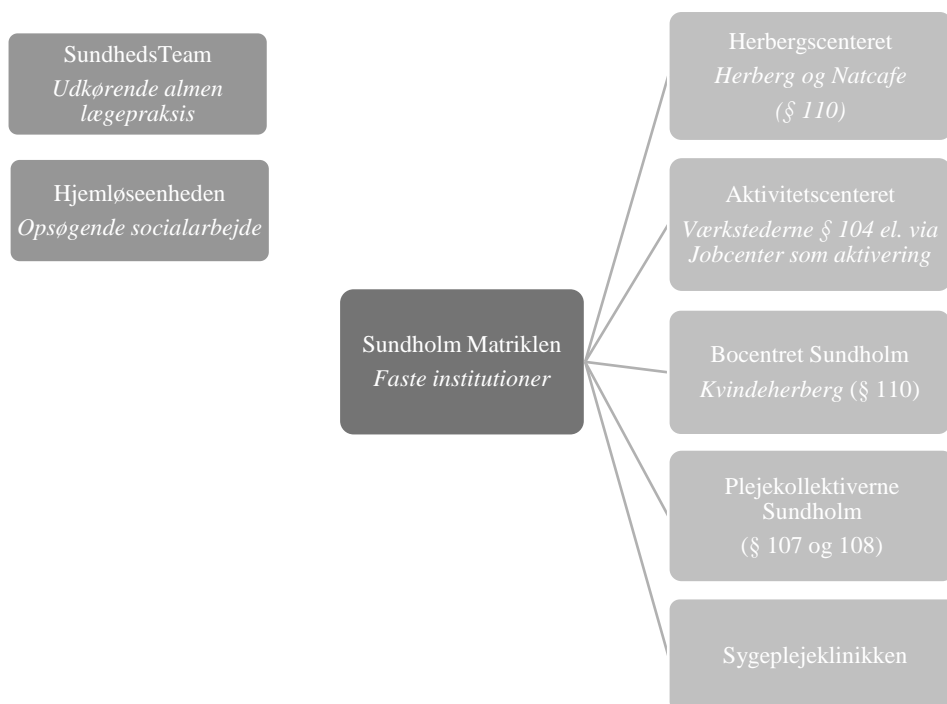 SundhedsTeam
Udkørende almen
lægepraksis
Hjemløseenheden
Opsøgende socialarbejde
Sundholm Matriklen
Faste institutioner
Herbergscenteret
Herberg og Natcafe
(§ 110)
Aktivitetscenteret
Værkstederne § 104 el. via
Jobcenter som aktivering
Bocentret Sundholm
Kvindeherberg (§ 110)
Plejekollektiverne
Sundholm
(§ 107 og 108)
Sygeplejeklinikken